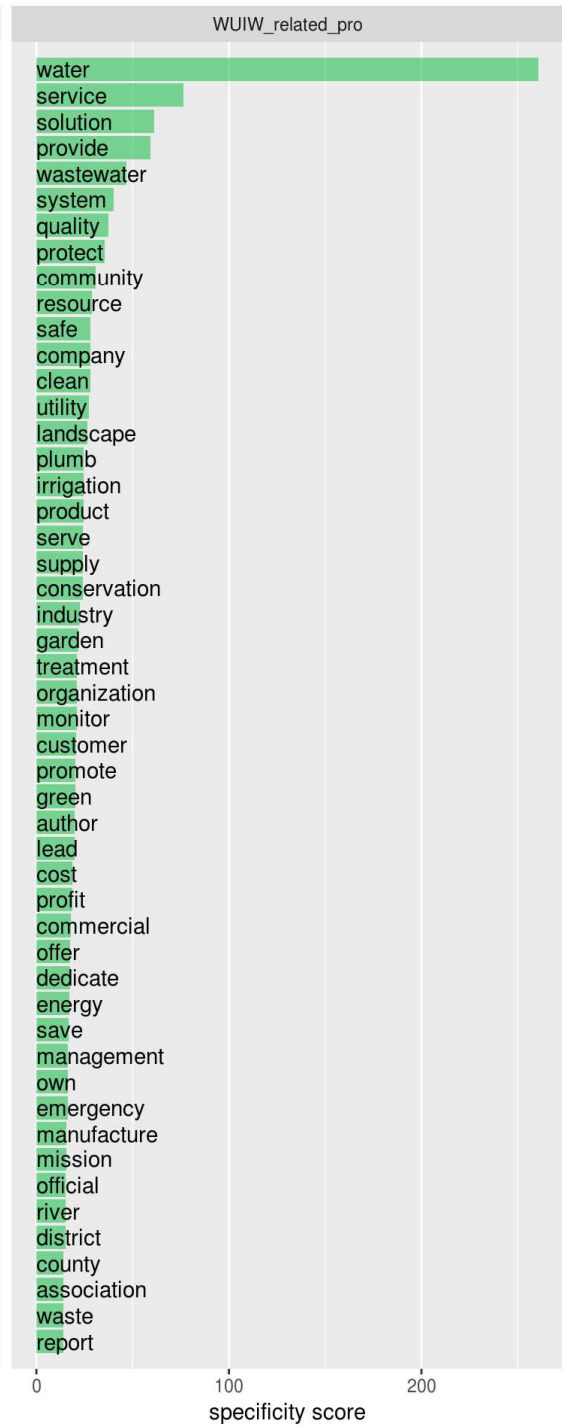 WUIW_related_pro
water
service
solution
provide
wastewater
system
quality
protect
community
resource
safe
company
clean
utility
landscape
plumb
irrigation
product
serve
supply
conservation
industry
garden
treatment
organization
monitor
customer
promote
green
author
lead
cost
profit
commercial
offer
dedicate
energy
save
management
own
emergency
manufacture
mission
official
river
district
county
association
waste
report
0 100 200
specificity score